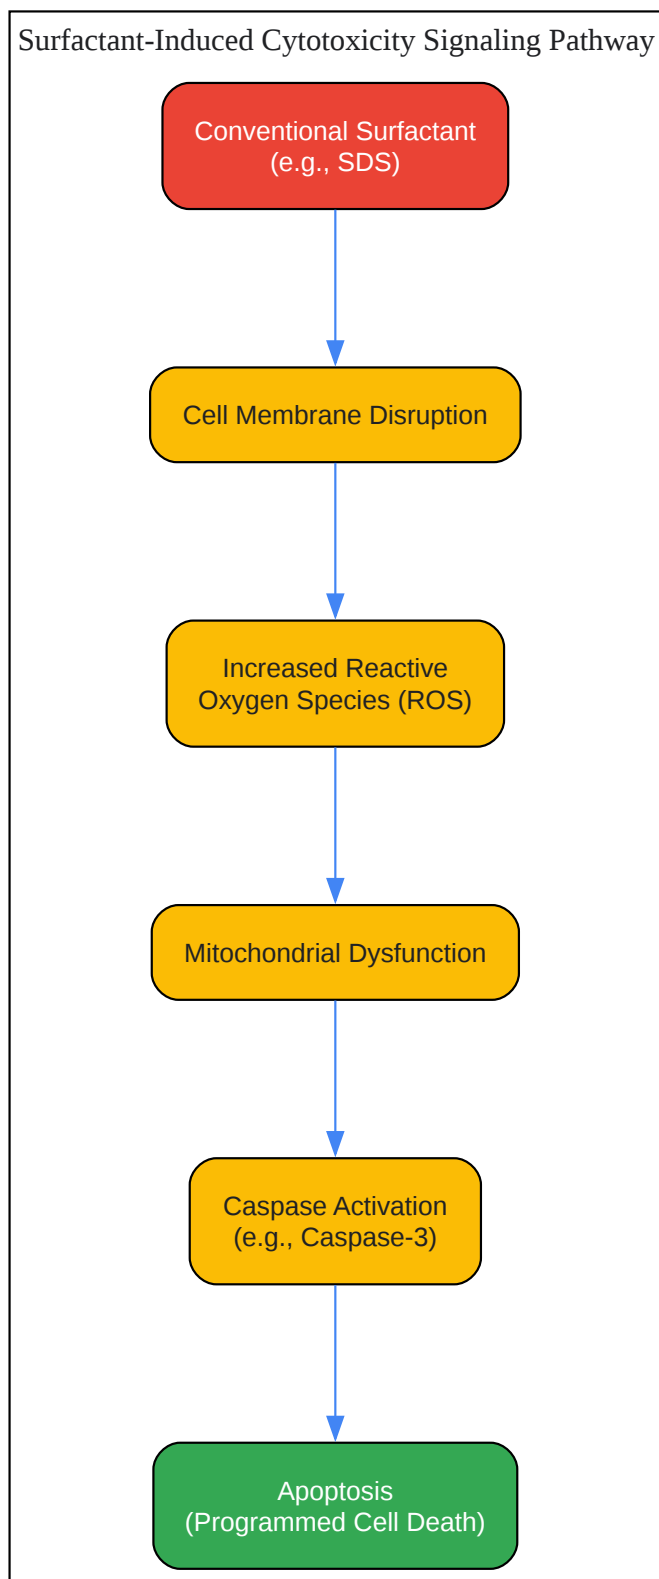 Surfactant-Induced Cytotoxicity Signaling Pathway
Conventional Surfactant
(e.g., SDS)
Cell Membrane Disruption
Increased Reactive
Oxygen Species (ROS)
Mitochondrial Dysfunction
Caspase Activation
(e.g., Caspase-3)
Apoptosis
(Programmed Cell Death)